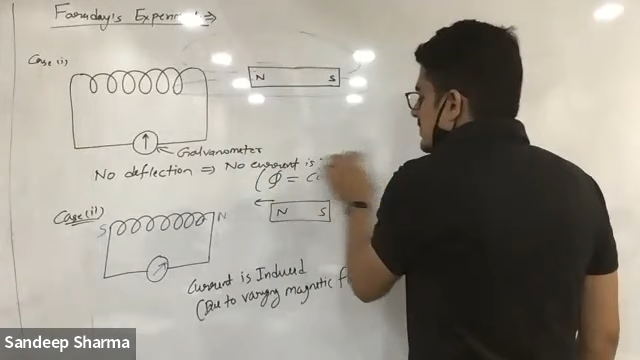 Faraday's Experiment ⇒
Case (i)
N S
Galvanometer
No deflection ⇒ No current is
(ϕ =
Case (ii)
S N
N S
Current is Induced
(Due to varying magnetic
Sandeep Sharma